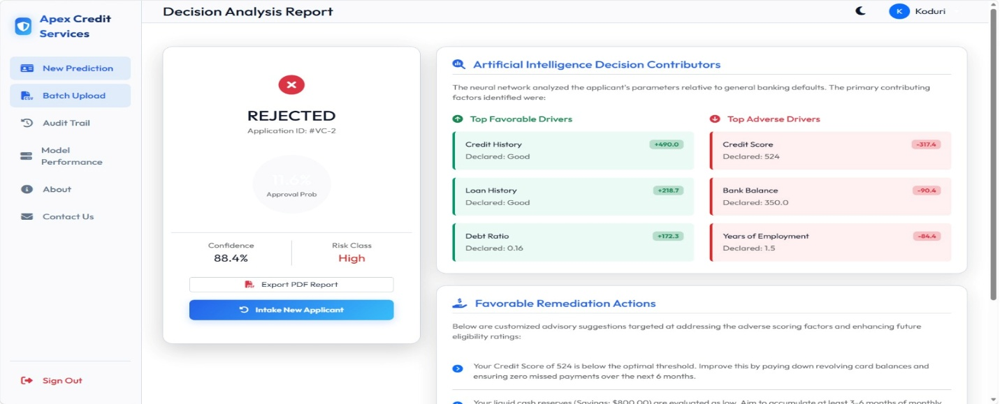 Apex Credit
Services
New Prediction
Batch Upload
Audit Trail
Model
Performance
About
Contact Us
Sign Out
Decision Analysis Report
K
Koduri
REJECTED
Application ID: #VC-2
11.6%
Approval Prob
Confidence
88.4%
Risk Class
High
Export PDF Report
Intake New Applicant
Artificial Intelligence Decision Contributors
The neural network analyzed the applicant's parameters relative to general banking defaults. The primary contributing
factors identified were:
Top Favorable Drivers
Credit History
+490.0
Declared: Good
Loan History
+218.7
Declared: Good
Debt Ratio
+172.3
Declared: 0.16
Top Adverse Drivers
Credit Score
-317.4
Declared: 524
Bank Balance
-90.4
Declared: 350.0
Years of Employment
-84.4
Declared: 1.5
Favorable Remediation Actions
Below are customized advisory suggestions targeted at addressing the adverse scoring factors and enhancing future
eligibility ratings:
Your Credit Score of 524 is below the optimal threshold. Improve this by paying down revolving card balances and
ensuring zero missed payments over the next 6 months.
Your liquid cash reserves (Savings: $800.00) are evaluated as low. Aim to accumulate at least 3-6 months of monthly